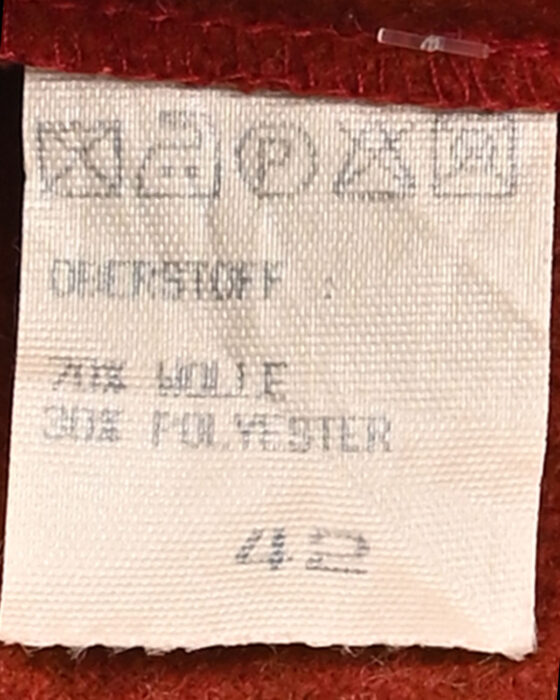 P
OBERSTOFF :
70% WOLLE
30% POLYESTER
42